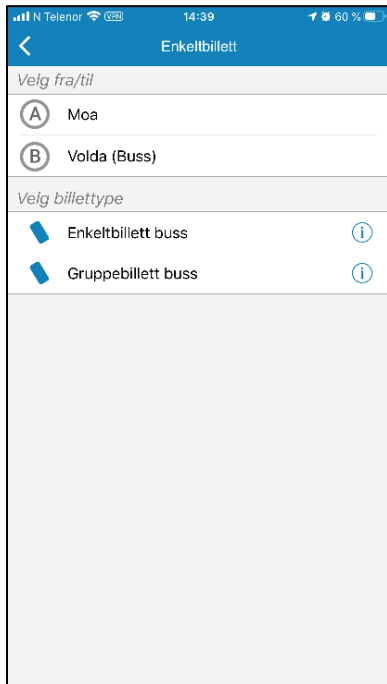 N Telenor VPN 14:39 60 %
Enkeltbillett
Velg fra/til
A Moa
B Volda (Buss)
Velg billettype
Enkeltbillett buss i
Gruppebillett buss i